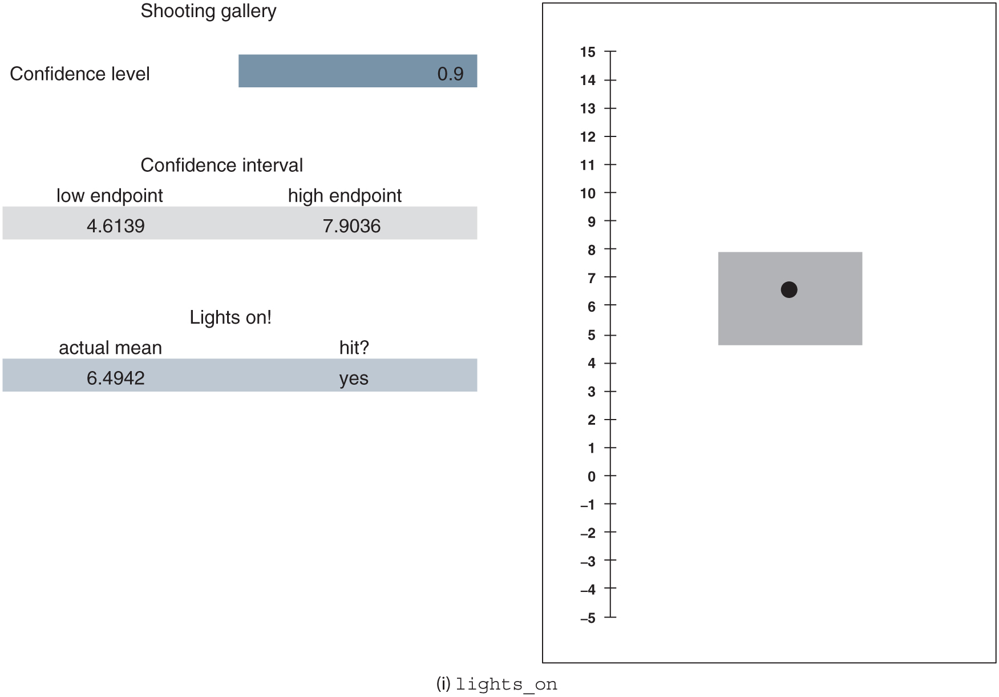 Shooting gallery
Confidence level 0.9
Confidence interval
low endpoint high endpoint
4.6139 7.9036
Lights on!
actual mean hit?
6.4942 yes
15
14
13
12
11
10
9
8
7
6
5
4
3
2
1
0
–1
–2
–3
–4
–5
(i) lights_on